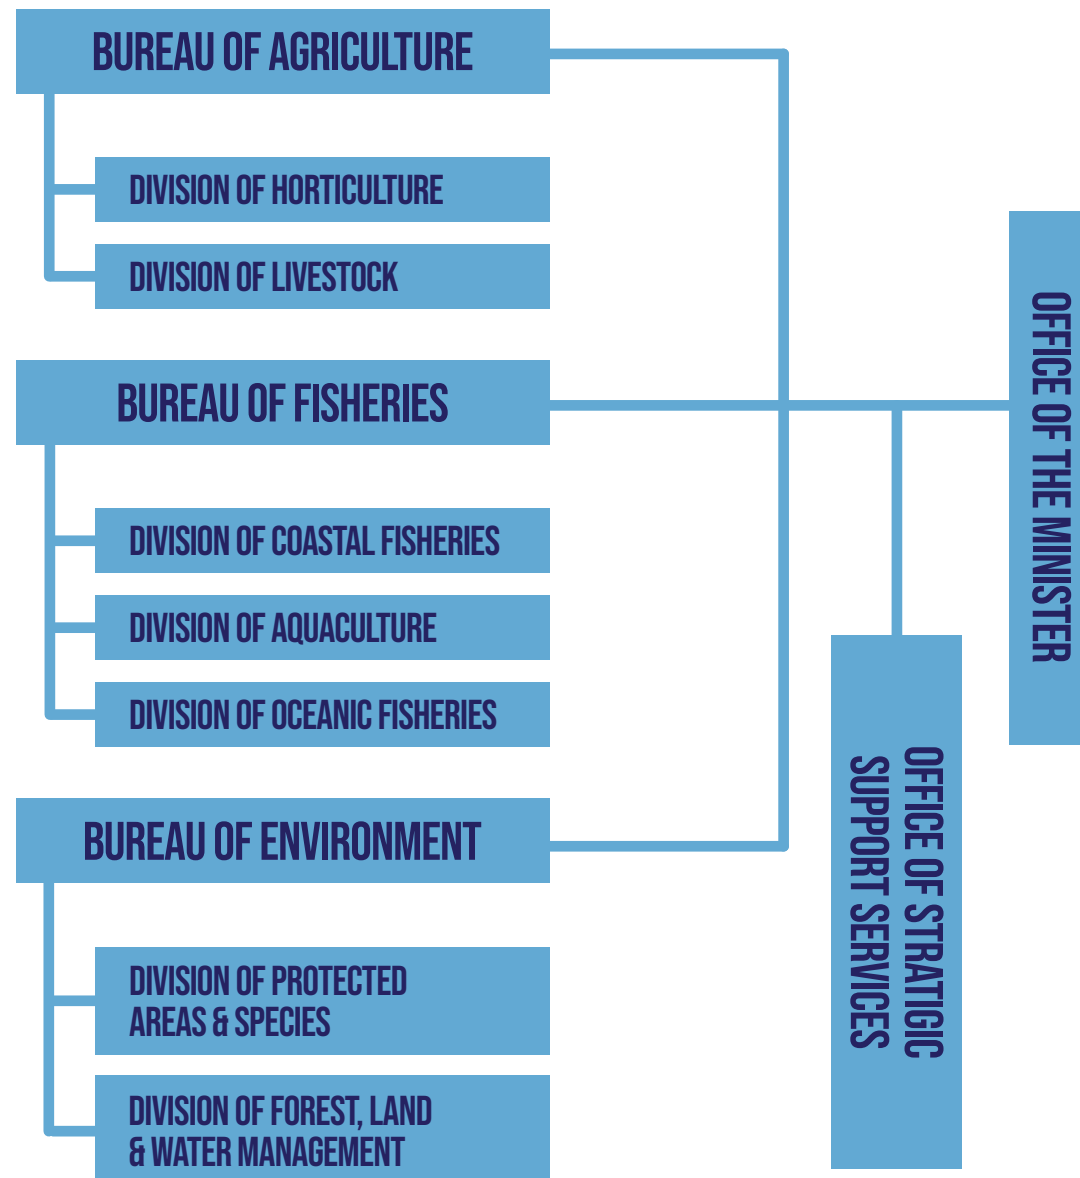 BUREAU OF AGRICULTURE
DIVISION OF HORTICULTURE
DIVISION OF LIVESTOCK
BUREAU OF FISHERIES
DIVISION OF COASTAL FISHERIES
DIVISION OF AQUACULTURE
DIVISION OF OCEANIC FISHERIES
BUREAU OF ENVIRONMENT
DIVISION OF PROTECTED
AREAS & SPECIES
DIVISION OF FOREST, LAND
& WATER MANAGEMENT
OFFICE OF STRATIGIC
SUPPORT SERVICES
OFFICE OF THE MINISTER